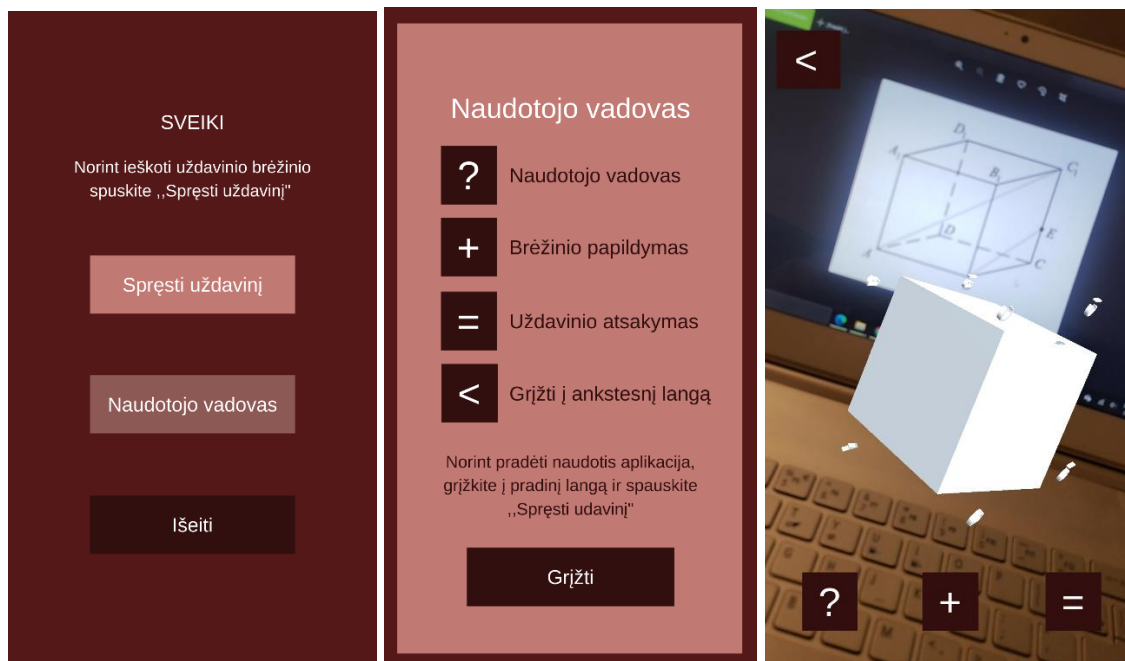 SVEIKI
Norint ieškoti uždavinio brėžinio
spuskite ,,Spręsti uždavinį"
Spręsti uždavinį
Naudotojo vadovas
Išeiti
Naudotojo vadovas
? Naudotojo vadovas
+ Brėžinio papildymas
= Uždavinio atsakymas
< Grįžti į ankstesnį langą
Norint pradėti naudotis aplikacija,
grįžkite į pradinį langą ir spauskite
,,Spręsti udavinį"
Grįžti
<
D₁
A₁
B₁
C₁
D
E
A
C
? + =